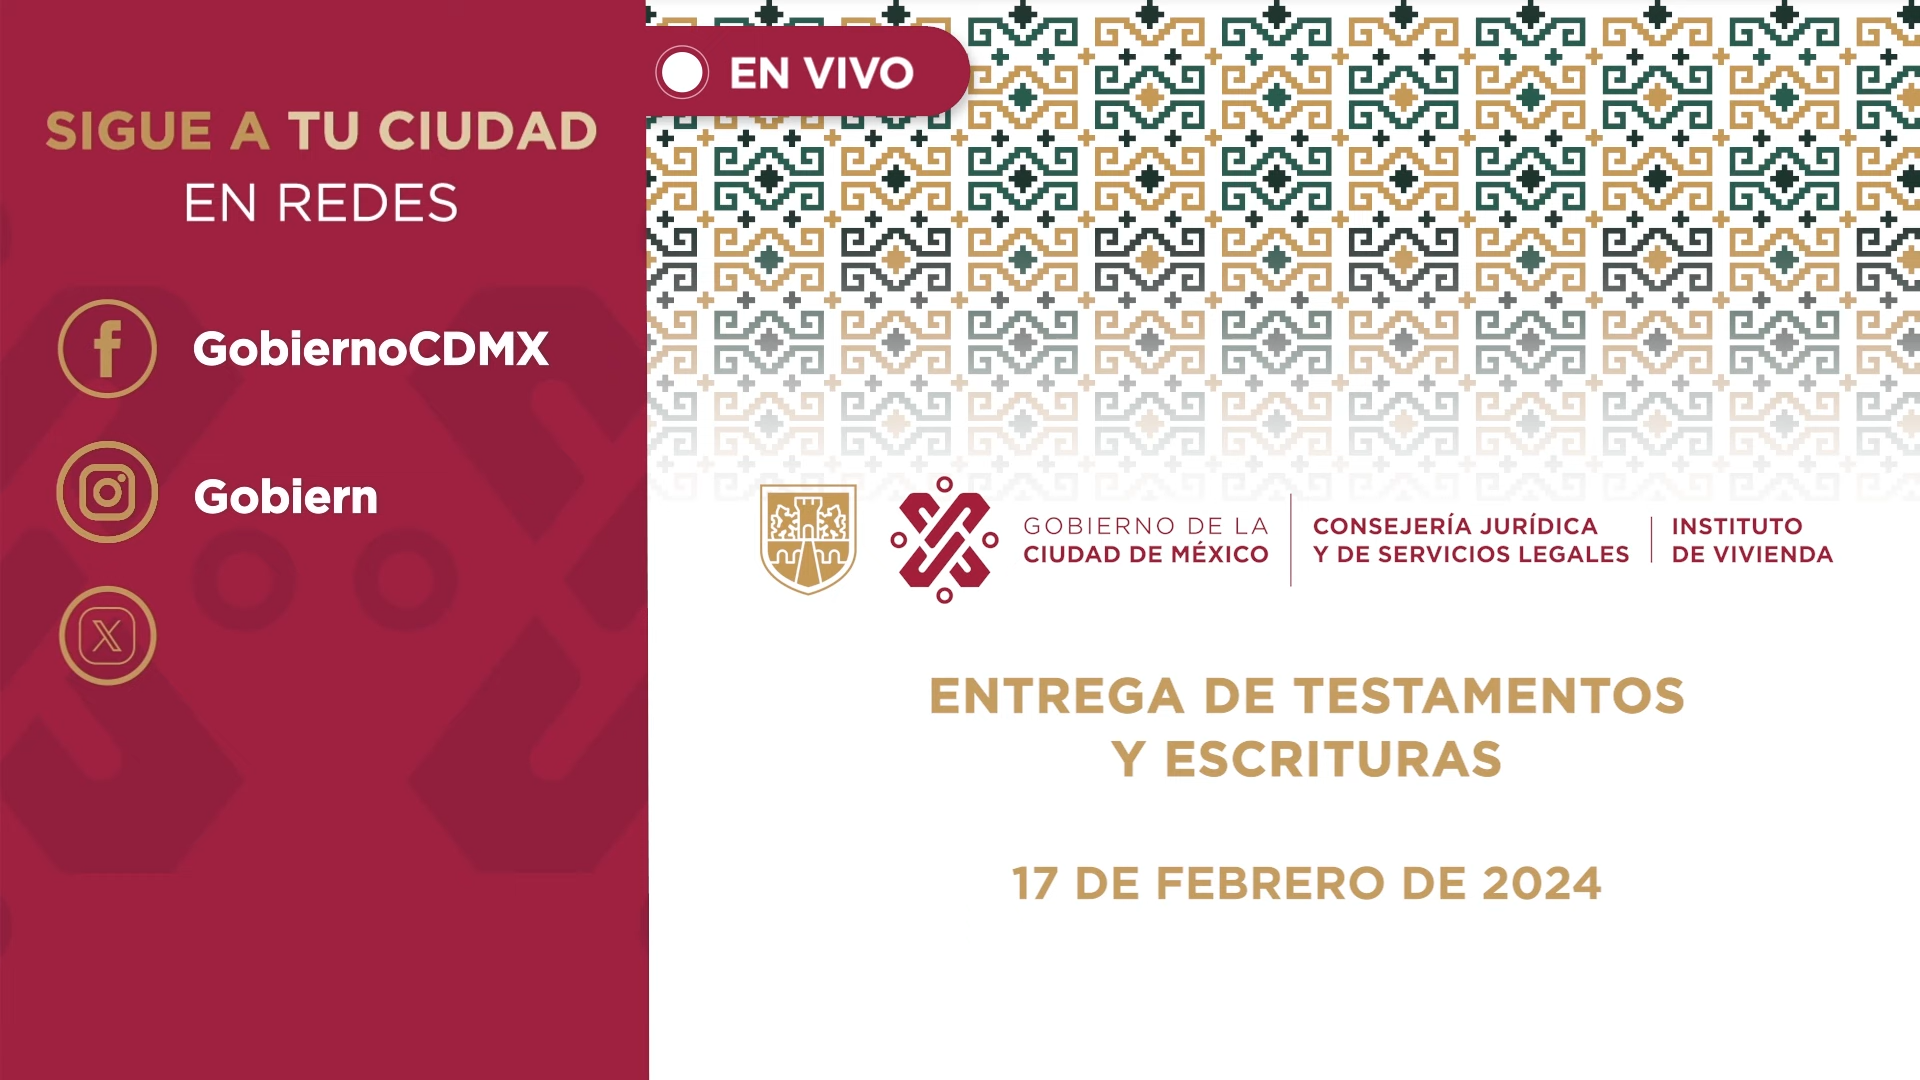 SIGUE A TU CIUDAD
EN REDES
GobiernoCDMX
Gobiern
EN VIVO
GOBIERNO DE LA
CIUDAD DE MÉXICO
CONSEJERÍA JURÍDICA
Y DE SERVICIOS LEGALES
INSTITUTO
DE VIVIENDA
ENTREGA DE TESTAMENTOS
Y ESCRITURAS
17 DE FEBRERO DE 2024